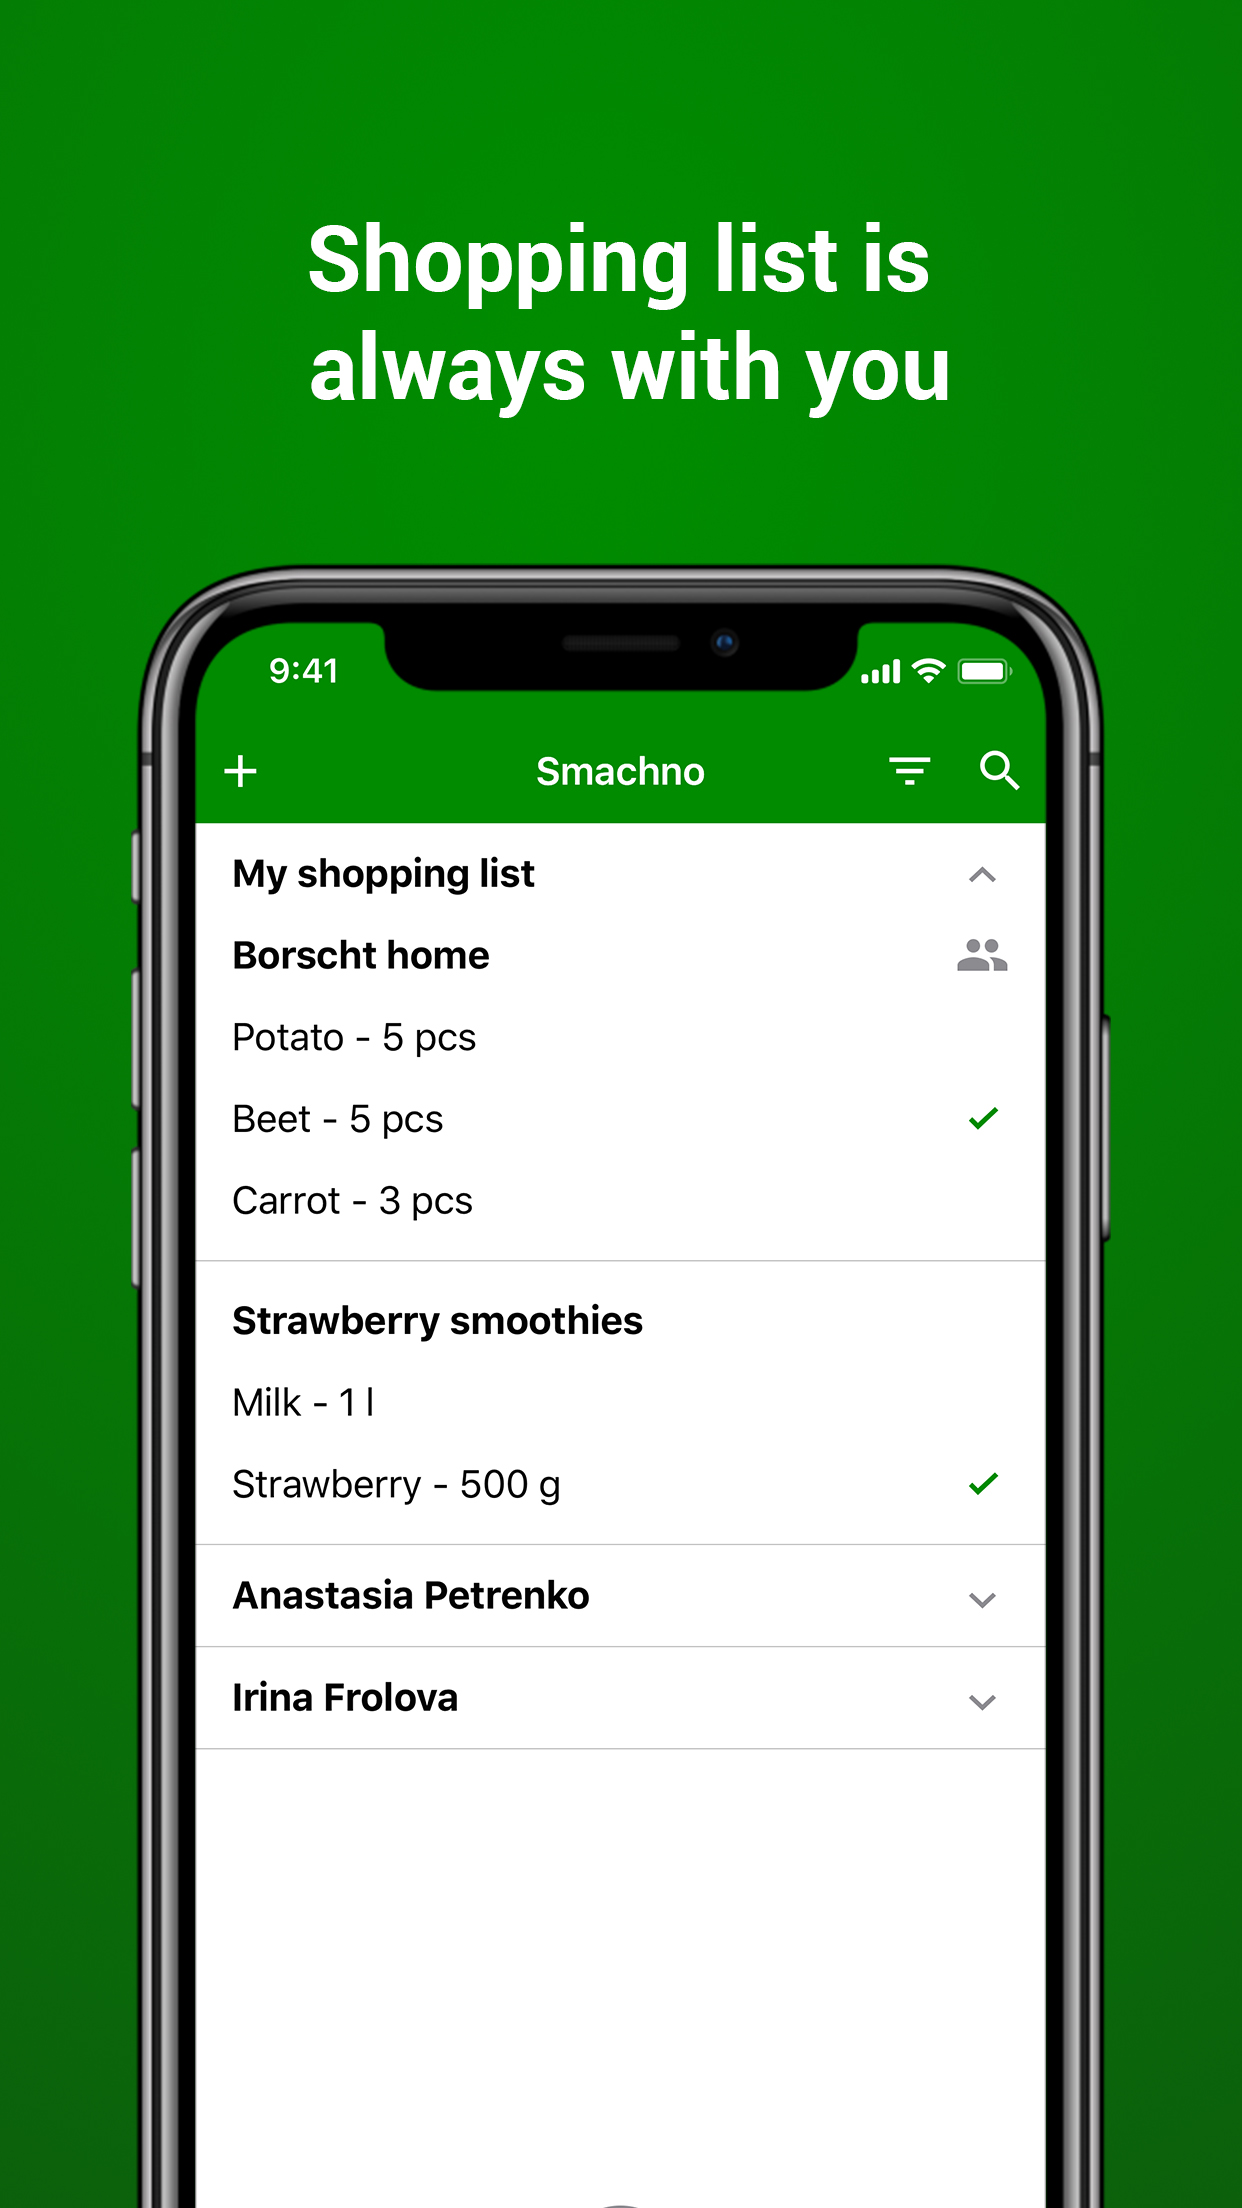 Shopping list is
always with you
9:41
Smachno
My shopping list
Borscht home
Potato - 5 pcs
Beet - 5 pcs
Carrot - 3 pcs
Strawberry smoothies
Milk - 1 l
Strawberry - 500 g
Anastasia Petrenko
Irina Frolova